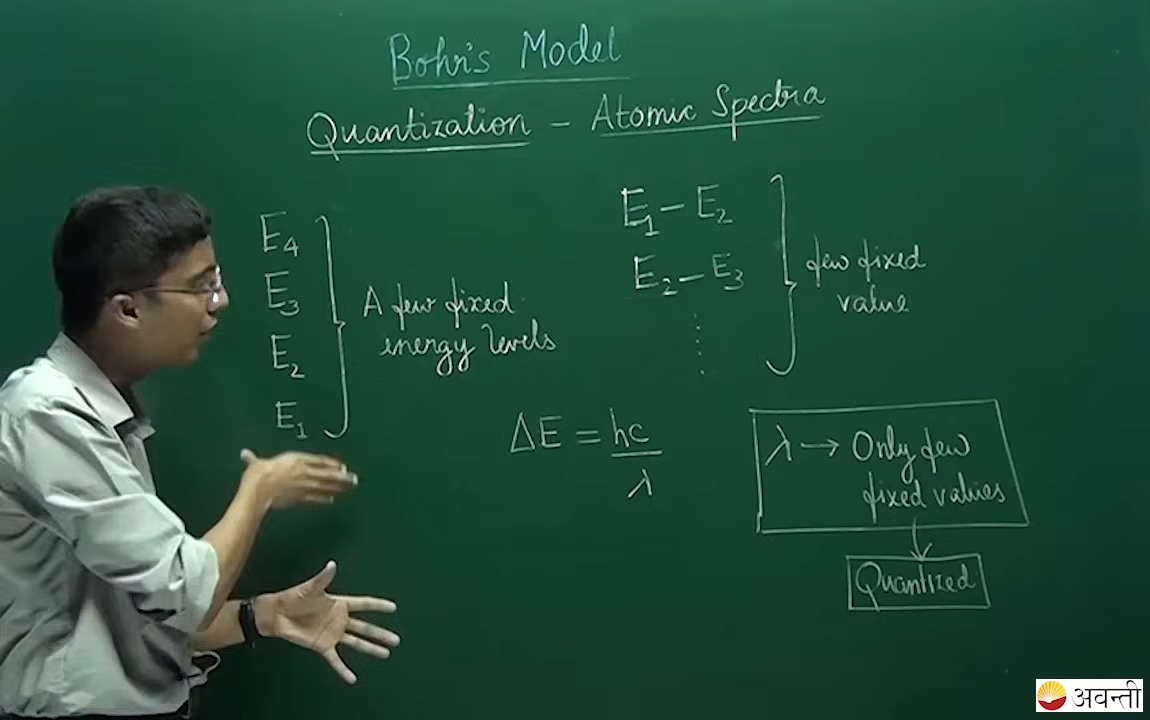 Bohr's Model
Quantization - Atomic Spectra
E4
E3
E2
E1
A few fixed
energy levels
E1 - E2
E2 - E3
few fixed
value
ΔE = hc
λ
λ → Only few
fixed values
Quantized
अवन्ती